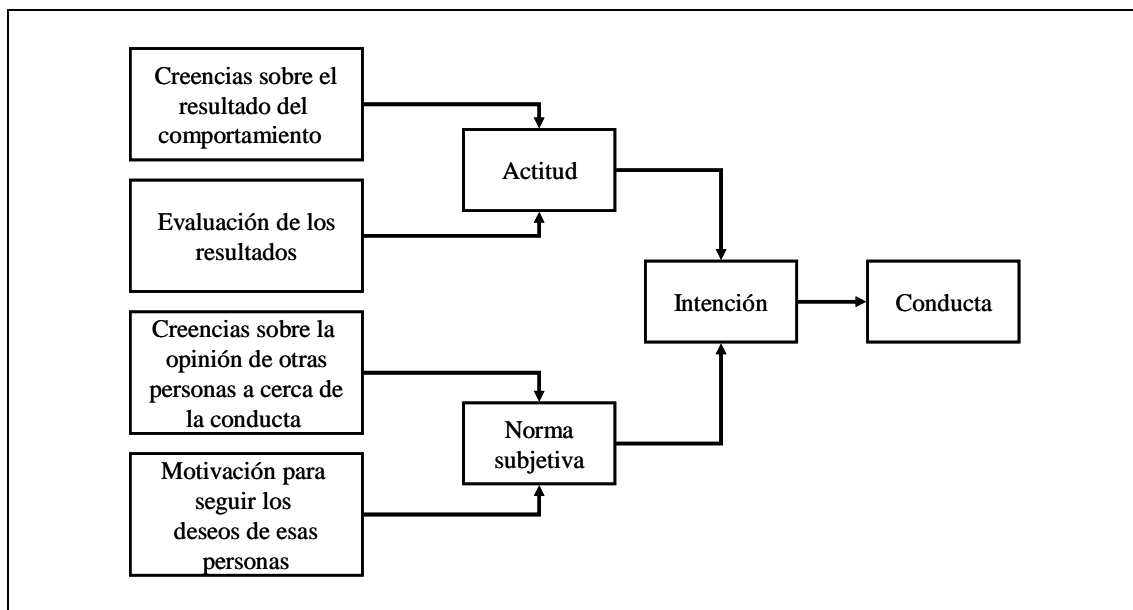 Creencias sobre el
resultado del
comportamiento
Actitud
Evaluación de los
resultados
Intención
Conducta
Creencias sobre la
opinión de otras
personas a cerca de
la conducta
Norma
subjetiva
Motivación para
seguir los
deseos de esas
personas